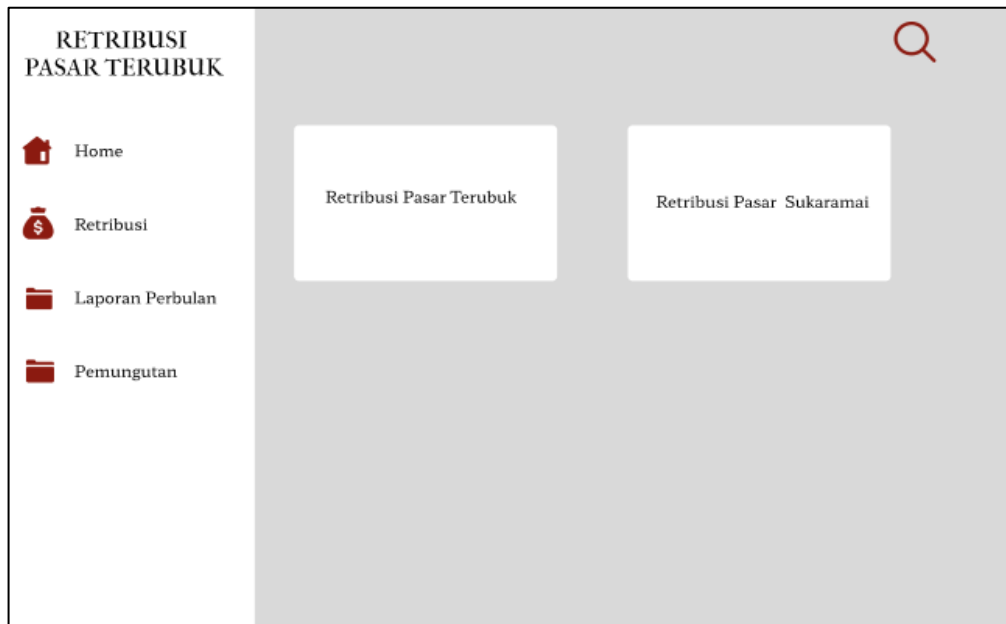 RETRIBUSI
PASAR TERUBUK
Home
Retribusi
Laporan Perbulan
Pemungutan
Retribusi Pasar Terubuk
Retribusi Pasar Sukaramai